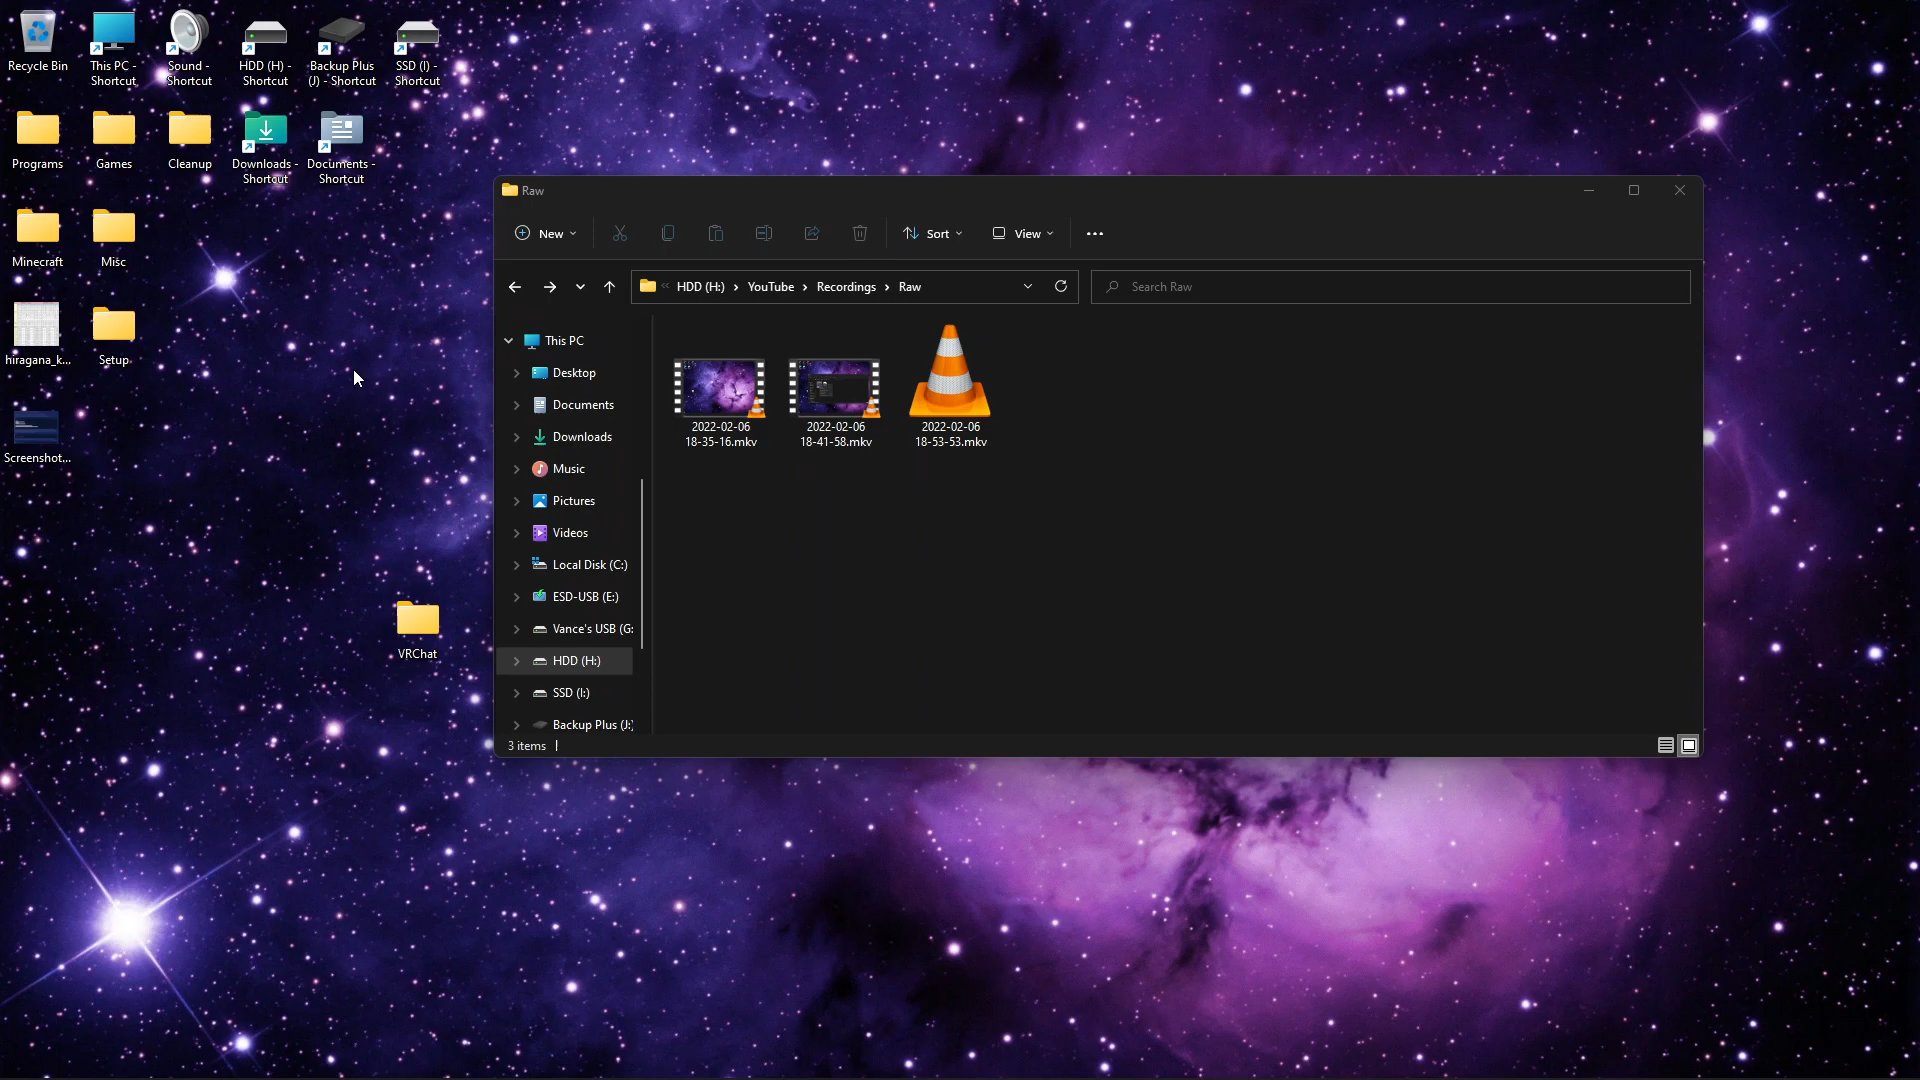 Recycle Bin
This PC -
Shortcut
Sound -
Shortcut
HDD (H) -
Shortcut
Backup Plus
(J) - Shortcut
SSD (I) -
Shortcut
Programs
Games
Cleanup
Downloads -
Shortcut
Documents -
Shortcut
Minecraft
Misc
hiragana_k...
Setup
Screenshot...
VRChat
Raw
New
Sort
View
HDD (H:) > YouTube > Recordings > Raw
Search Raw
This PC
Desktop
Documents
Downloads
Music
Pictures
Videos
Local Disk (C:)
ESD-USB (E:)
Vance's USB (G:
HDD (H:)
SSD (I:)
Backup Plus (J:)
2022-02-06
18-35-16.mkv
2022-02-06
18-41-58.mkv
2022-02-06
18-53-53.mkv
3 items